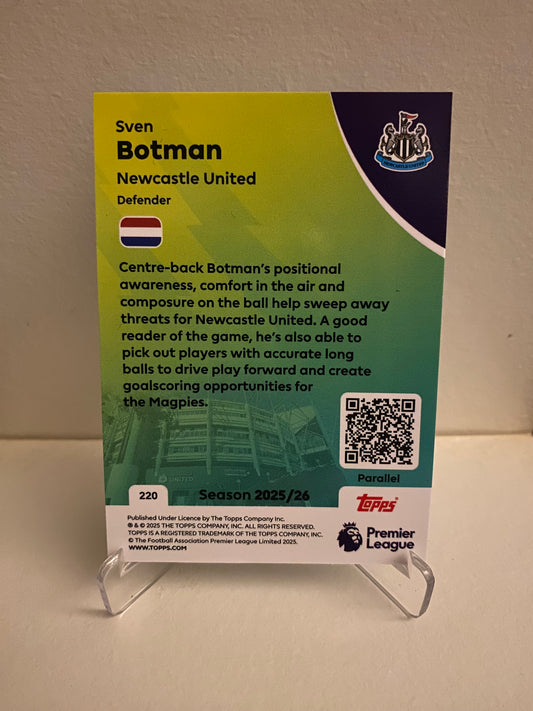 Sven
Botman
Newcastle United
Defender
NEWCASTLE UNITED
Centre-back Botman's positional
awareness, comfort in the air and
composure on the ball help sweep away
threats for Newcastle United. A good
reader of the game, he's also able to
pick out players with accurate long
balls to drive play forward and create
goalscoring opportunities for
the Magpies.
UNITED
Parallel
220
Season 2025/26
Topps
Published Under Licence by The Topps Company Inc.
® & © 2025 THE TOPPS COMPANY, INC. ALL RIGHTS RESERVED.
TOPPS IS A REGISTERED TRADEMARK OF THE TOPPS COMPANY, INC.
© The Football Association Premier League Limited 2025.
WWW.TOPPS.COM
Premier
League